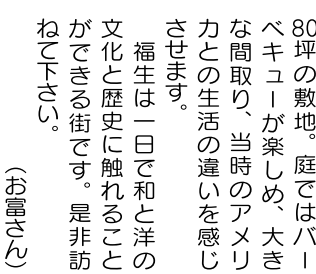 80坪の敷地。庭ではバー
ベキューが楽しめ、大き
な間取り、当時のアメリ
力との生活の違いを感じ
させます。
福生は一日で和と洋の
文化と歴史に触れること
ができる街です。是非訪
ねて下さい。
(お富さん)